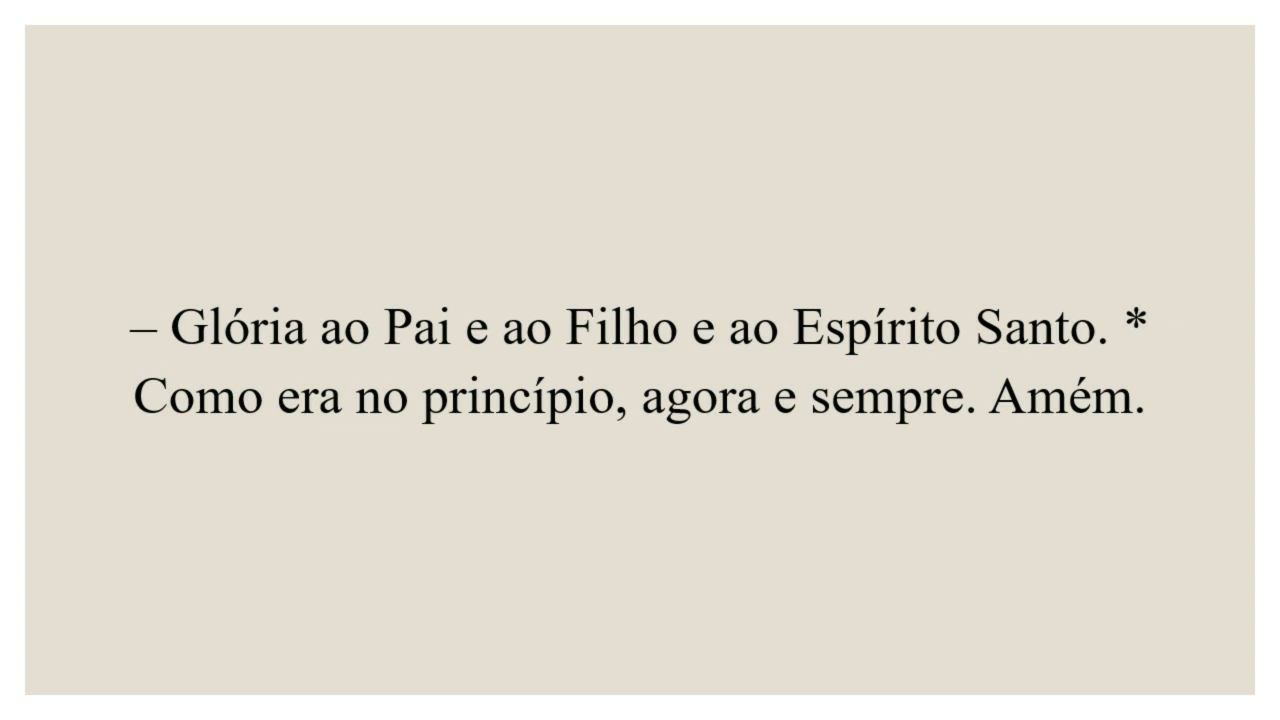 – Glória ao Pai e ao Filho e ao Espírito Santo. *
Como era no princípio, agora e sempre. Amém.